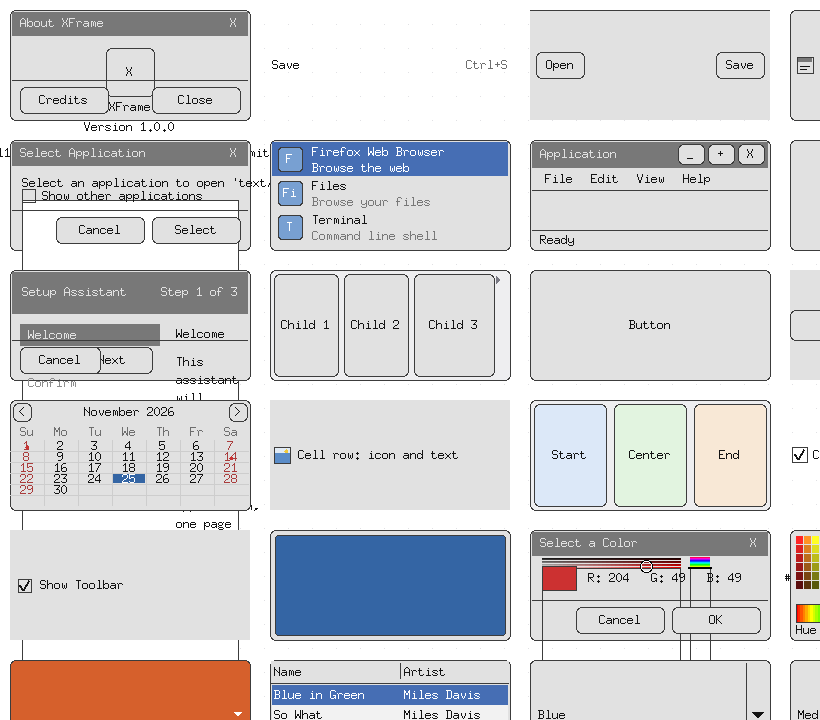 About XFrame X
X
Credits Close
XFrame
Version 1.0.0
Save Ctrl+S
Open Save
Select Application X
Select an application to open 'text/
Show other applications
Cancel Select
F Firefox Web Browser
Browse the web
Fi Files
Browse your files
T Terminal
Command line shell
Application _ + X
File Edit View Help
Ready
Setup Assistant Step 1 of 3
Welcome Welcome
Cancel Next
This
assistant
Confirm
will
one page
Child 1 Child 2 Child 3
Button
< November 2026 >
Su Mo Tu We Th Fr Sa
1 2 3 4 5 6 7
8 9 10 11 12 13 14
15 16 17 18 19 20 21
22 23 24 25 26 27 28
29 30
Cell row: icon and text
Start Center End
C
Show Toolbar
Select a Color X
R: 204 G: 49 B: 49
#
Cancel OK
Hue
Name Artist
Blue in Green Miles Davis
So What Miles Davis
Blue
Med